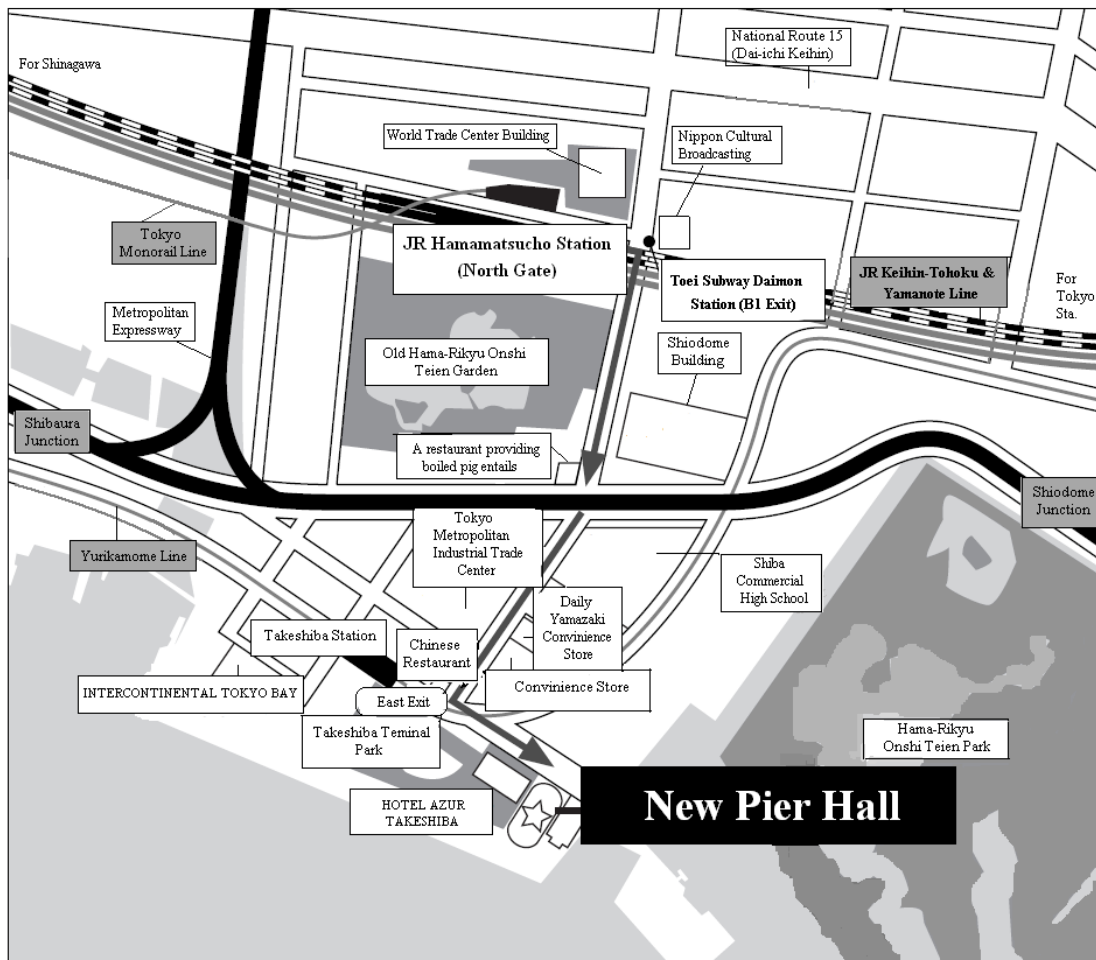 National Route 15
(Dai-ichi Keihin)
For Shinagawa
World Trade Center Building
Nippon Cultural
Broadcasting
Tokyo
Monorail Line
JR Hamamatsucho Station
(North Gate)
Toei Subway Daimon
Station (B1 Exit)
JR Keihin-Tohoku &
Yamanote Line
For
Tokyo
Sta.
Metropolitan
Expressway
Old Hama-Rikyu Onshi
Teien Garden
Shiodome
Building
Shibaura
Junction
A restaurant providing
boiled pig entails
Shiodome
Junction
Tokyo
Metropolitan
Industrial Trade
Center
Yurikamome Line
Shiba
Commercial
High School
Daily
Yamazaki
Convinience
Store
Takeshiba Station
Chinese
Restaurant
INTERCONTINENTAL TOKYO BAY
Convinience Store
East Exit
Takeshiba Teminal
Park
Hama-Rikyu
Onshi Teien Park
HOTEL AZUR
TAKESHIBA
New Pier Hall